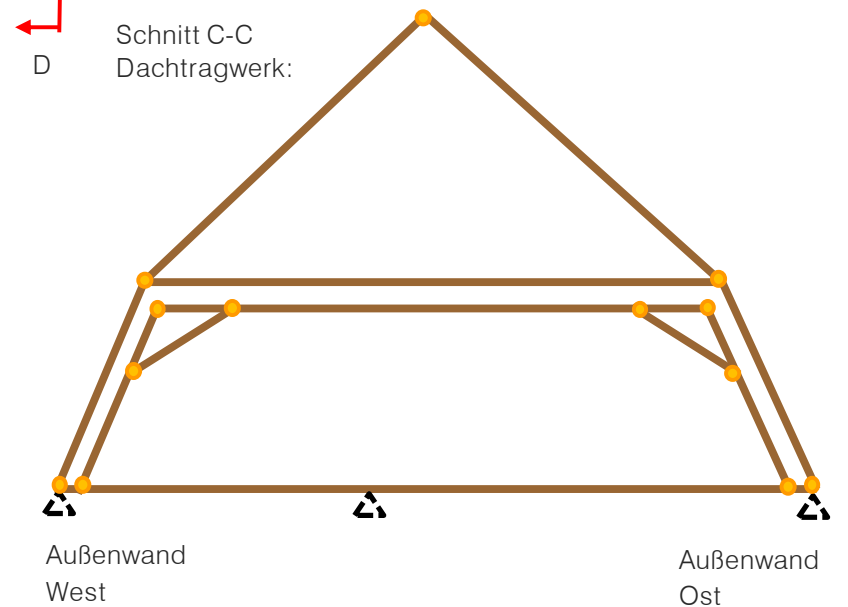 Schnitt C-C
D
Dachtragwerk:
Außenwand
West
Außenwand
Ost